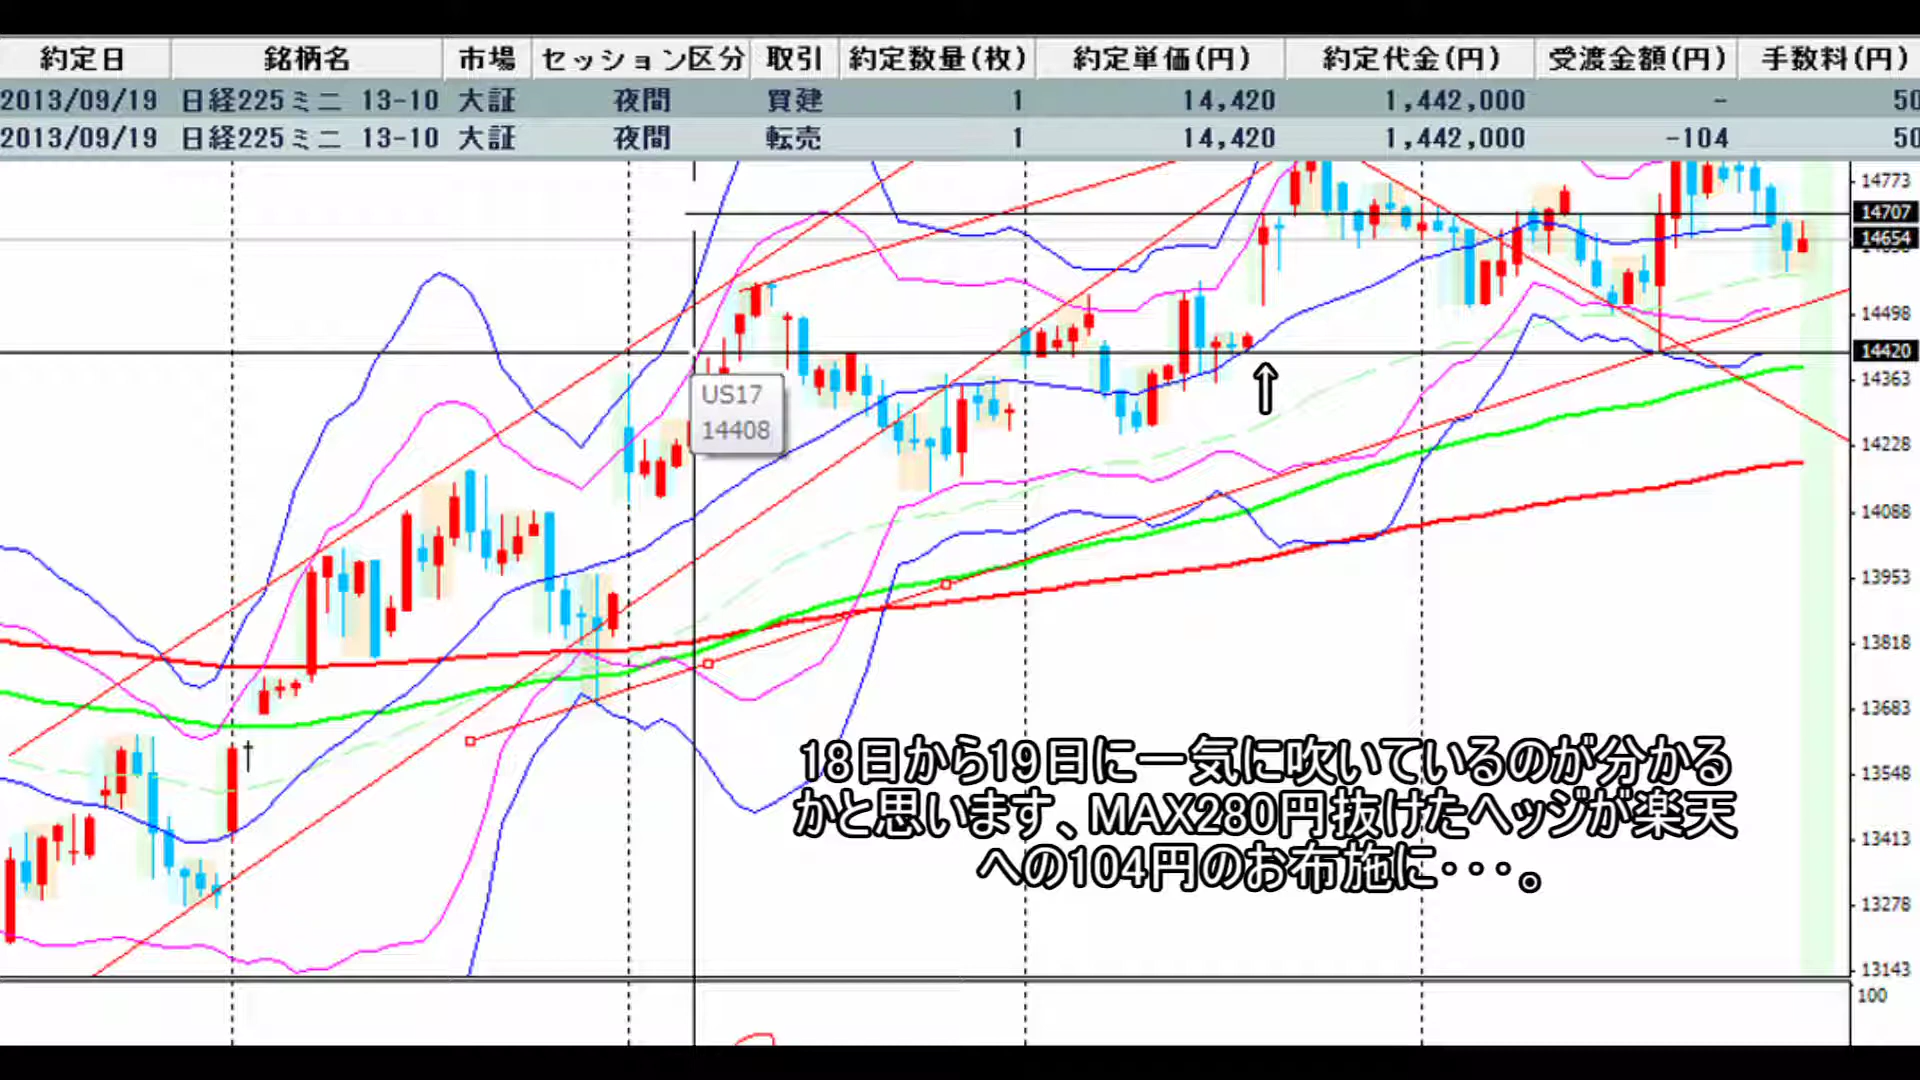 約定日 銘柄名 市場 セッション区分 取引 約定数量(枚) 約定単価(円) 約定代金(円) 受渡金額(円) 手数料(円)
2013/09/19 日経225ミニ 13-10 大証 夜間 買建 1 14,420 1,442,000 - 50
2013/09/19 日経225ミニ 13-10 大証 夜間 転売 1 14,420 1,442,000 -104 50
14773
14707
14654
14498
14420
14363
US17
14408
14228
14088
13953
13818
13683
18日から19日に一気に吹いているのが分かる
かと思います、MAX280円抜けたヘッジが楽天
への104円のお布施に・・・。
13548
13413
13278
13143
100